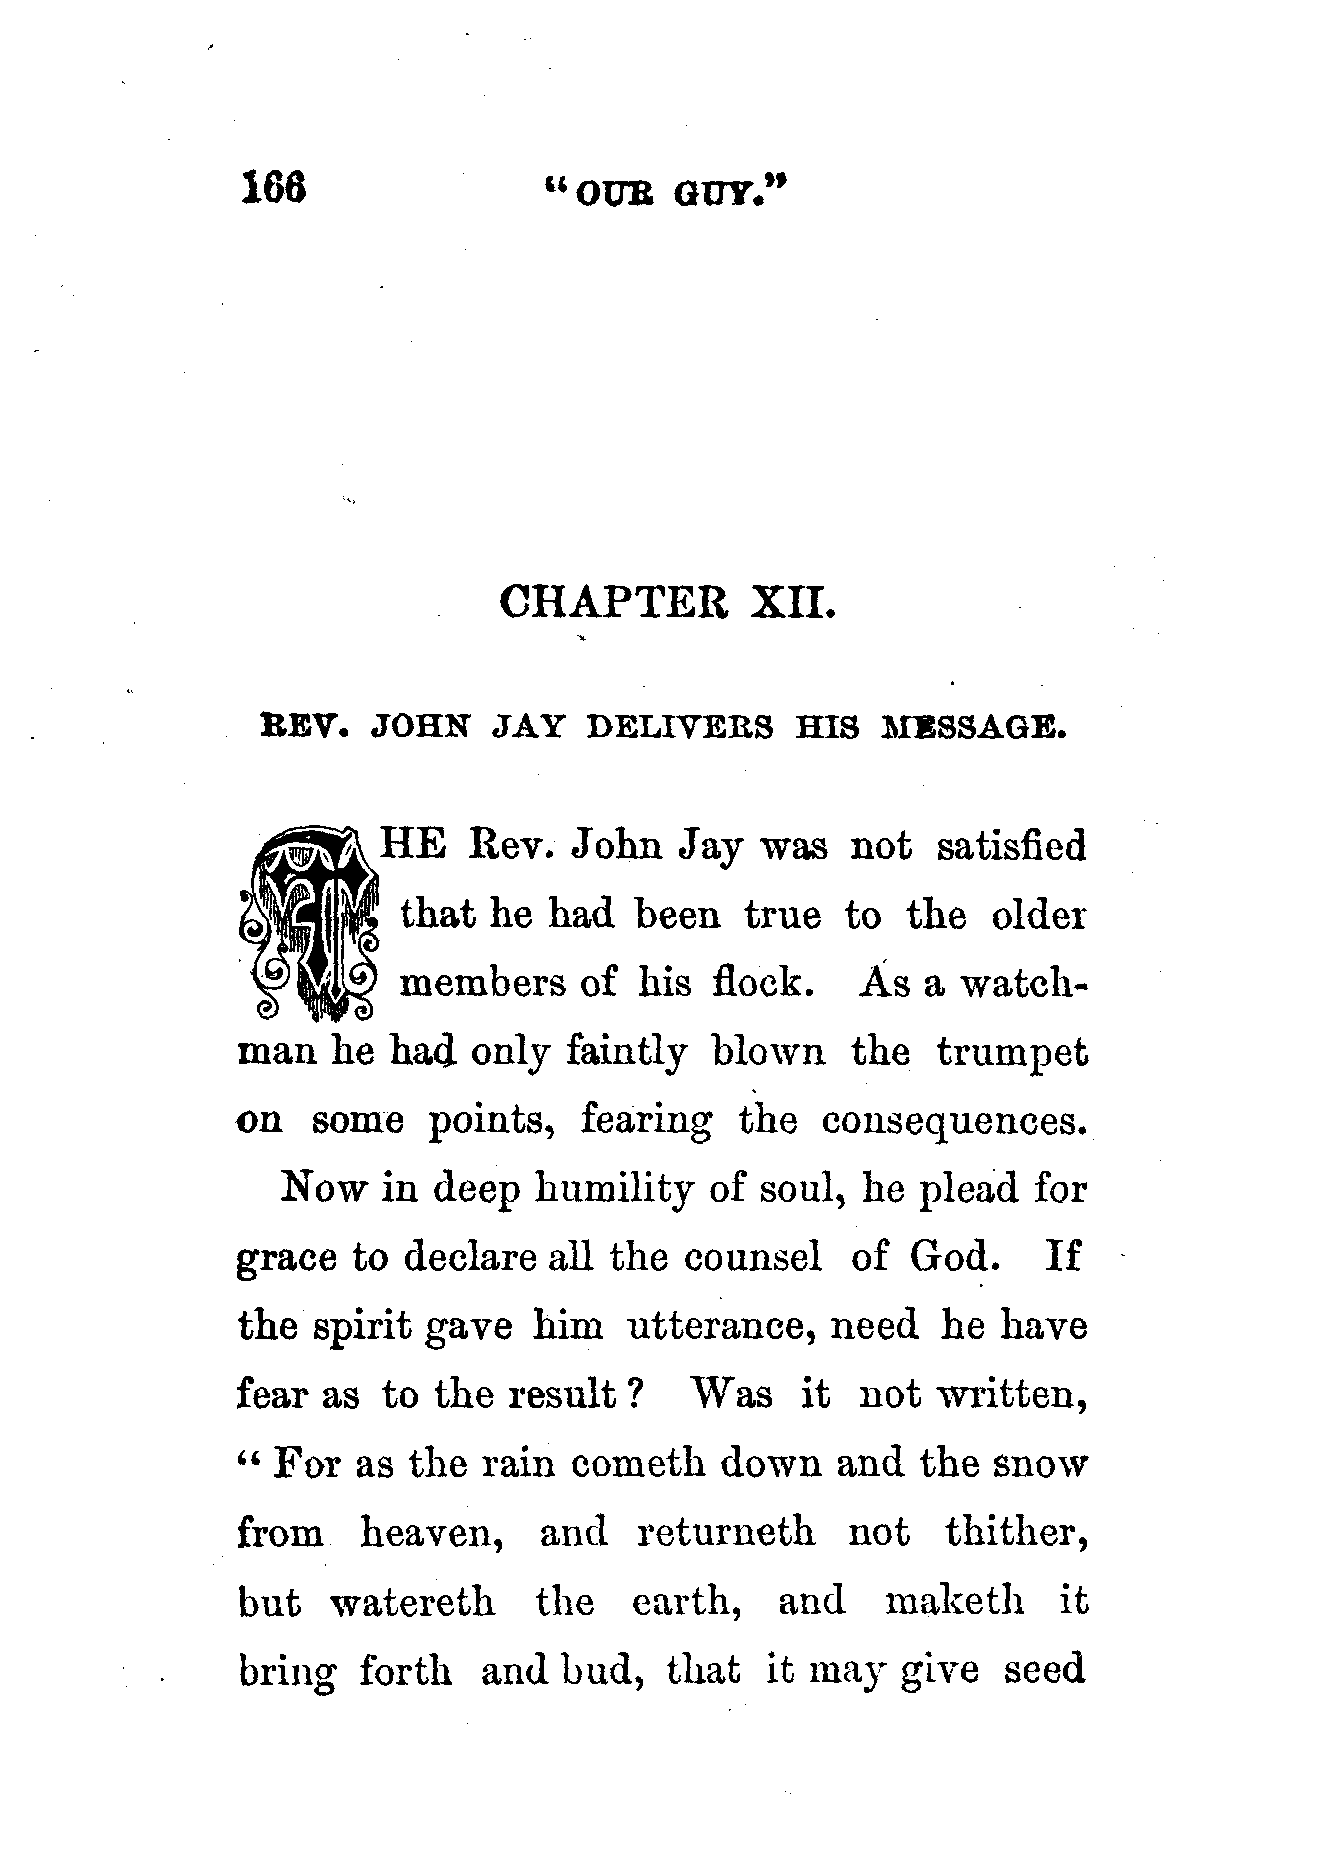 166 "OUR GUY."
CHAPTER XII.
REV. JOHN JAY DELIVERS HIS MESSAGE.
THE Rev. John Jay was not satisfied
that he had been true to the older
members of his flock. As a watch-
man he had only faintly blown the trumpet
on some points, fearing the consequences.
Now in deep humility of soul, he plead for
grace to declare all the counsel of God. If
the spirit gave him utterance, need he have
fear as to the result? Was it not written,
"For as the rain cometh down and the snow
from heaven, and returneth not thither,
but watereth the earth, and maketh it
bring forth and bud, that it may give seed